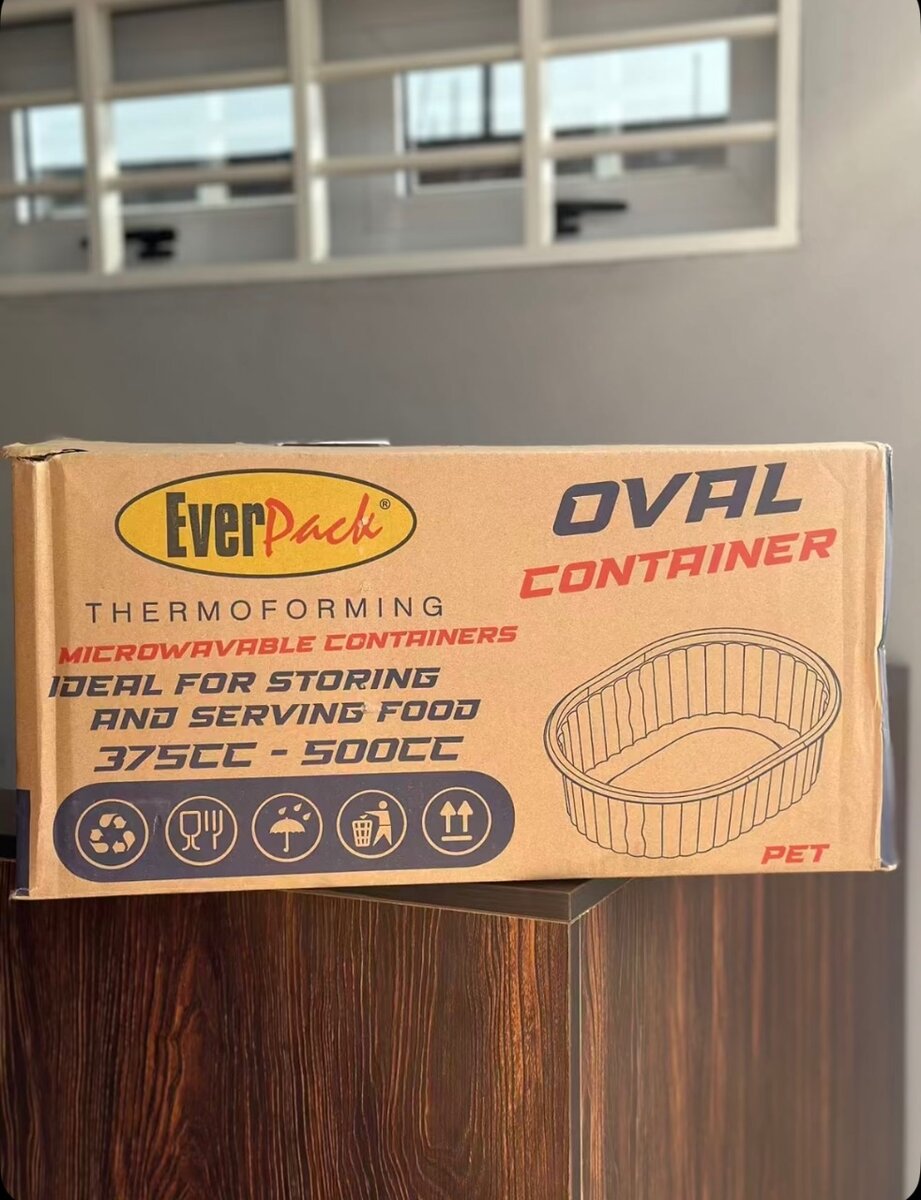 EverPack®
THERMOFORMING
MICROWAVABLE CONTAINERS
IDEAL FOR STORING
AND SERVING FOOD
375CC - 500CC
OVAL
CONTAINER
PET